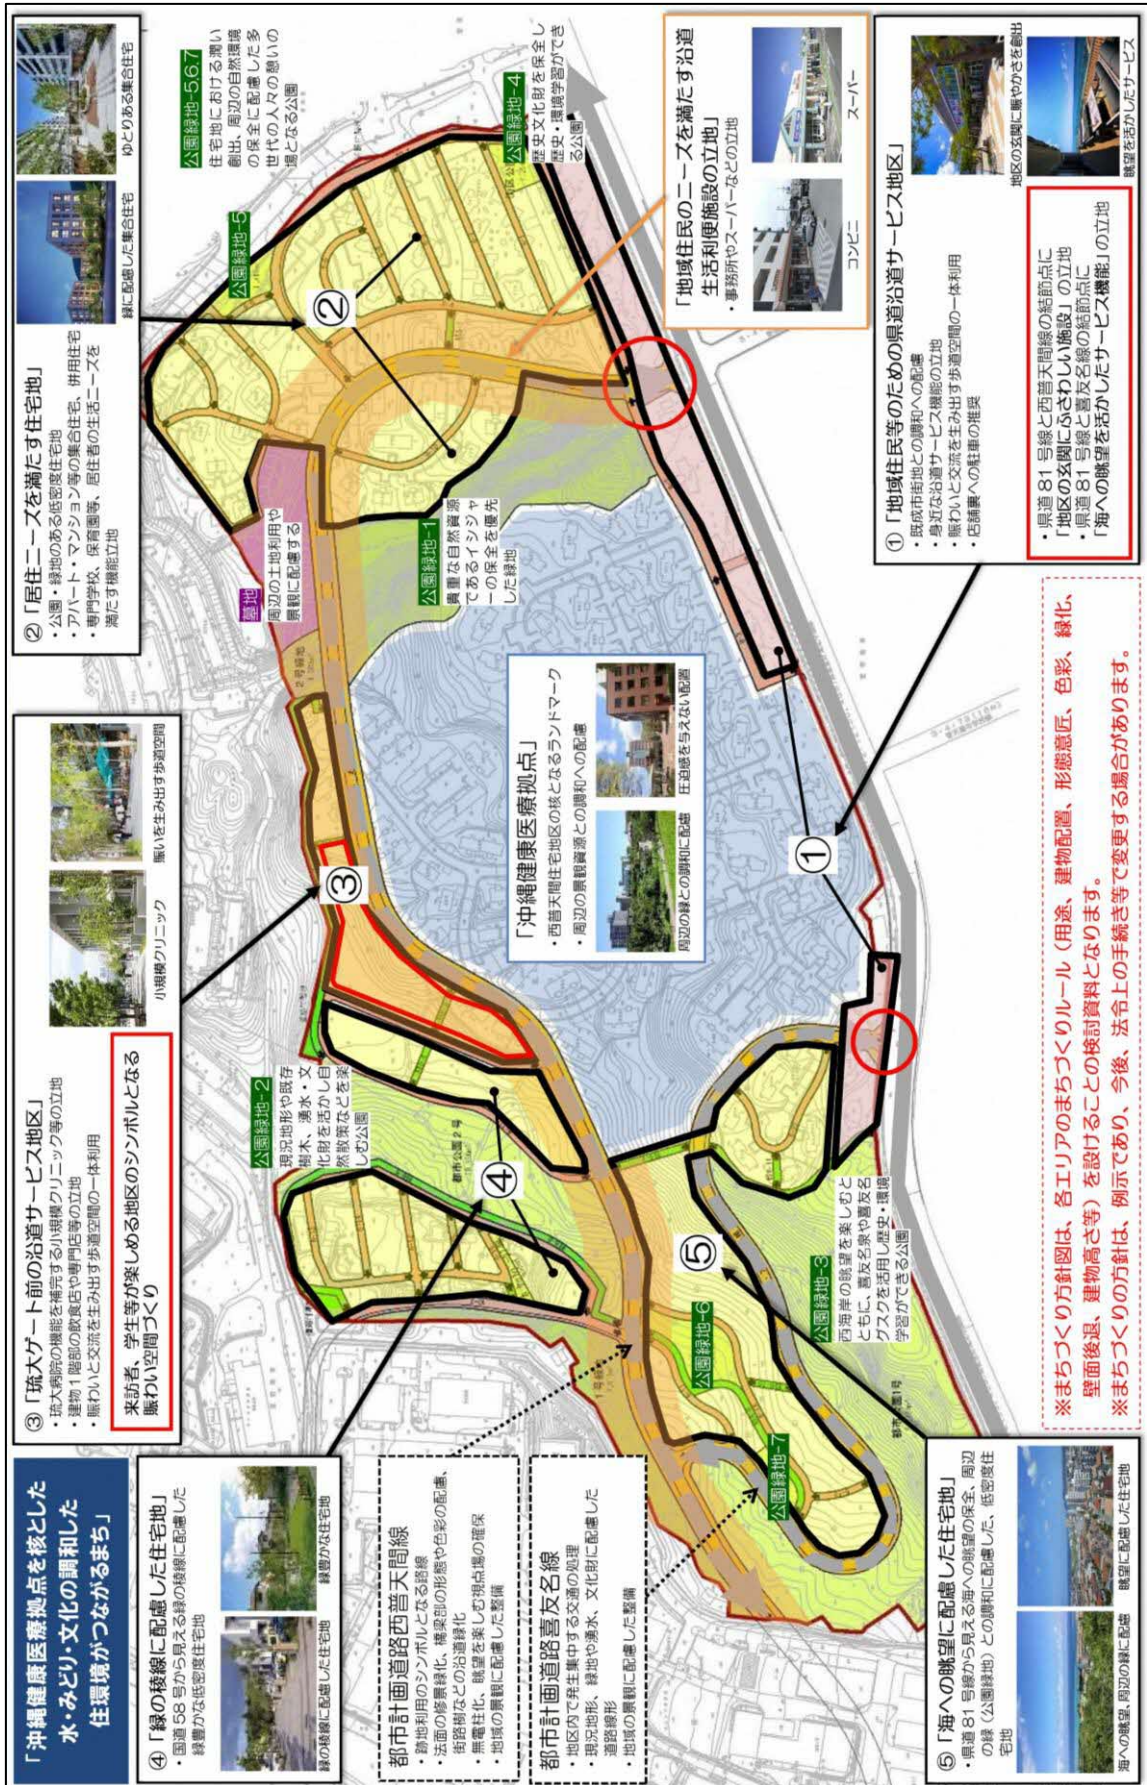 「沖縄健康医療拠点を核とした
水・みどり・文化の調和した
住環境がつながるまち」
③「琉大ゲート前の沿道サービス地区」
・琉大病院の機能を補完する小規模クリニック等の立地
・建物1階部の飲食店や専門店等の立地
・賑わいと交流を生み出す歩道空間の一体利用
来訪者、学生等が楽しめる地区のシンボルとなる
賑わい空間づくり
小規模クリニック
賑いを生み出す歩道空間
②「居住ニーズを満たす住宅地」
・公園・緑地のある低密度住宅地
・アパート・マンション等の集合住宅、併用住宅
・専門学校、保育園等、居住者の生活ニーズを
満たす機能立地
緑に配慮した集合住宅
ゆとりある集合住宅
公園緑地-5,6,7
住宅地における潤い
創出、周辺の自然環境
の保全に配慮した多
世代の人々の憩いの
場となる公園
④「緑の稜線に配慮した住宅地」
・国道58号から見える緑の稜線に配慮した
緑豊かな低密度住宅地
緑の稜線に配慮した住宅地
緑豊かな住宅地
公園緑地-2
現況地形や既存
樹木、湧水・文
化財を活かし自
然散策などを楽
しむ公園
③
墓地
周辺の土地利用や
景観に配慮する
2号緑地
公園緑地-5
②
公園緑地-4
歴史文化財を保全し
歴史・環境学習ができ
る公園
都市計画道路西普天間線
・跡地利用のシンボルとなる路線
・法面の修景緑化、橋梁部の形態や色彩の配慮、
街路樹などの沿道緑化
・無電柱化、眺望を楽しむ視点場の確保
・地域の景観に配慮した整備
④
都市公園2号
公園緑地-1
貴重な自然資源
であるイシジャ
ーの保全を優先
した緑地
「沖縄健康医療拠点」
・西普天間住宅地区の核となるランドマーク
・周辺の景観資源との調和への配慮
周辺の緑との調和に配慮
圧迫感を与えない配置
「地域住民のニーズを満たす沿道
生活利便施設の立地」
・事務所やスーパーなどの立地
コンビニ
スーパー
都市計画道路喜友名線
・地区内で発生集中する交通の処理
・現況地形、緑地や湧水、文化財に配慮した
道路線形
・地域の景観に配慮した整備
1号緑地
公園緑地-6
公園緑地-7
⑤
公園緑地-3
西海岸の眺望を楽しむと
ともに、喜友名泉や喜友名
グスクを活用し歴史・環境
学習ができる公園
都市公園1号
①
①「地域住民等のための県道沿道サービス地区」
・既成市街地との調和への配慮
・身近な沿道サービス機能の立地
・賑わいと交流を生み出す歩道空間の一体利用
・店舗裏への駐車の推奨
・県道81号線と西普天間線の結節点に
「地区の玄関にふさわしい施設」の立地
・県道81号線と喜友名線の結節点に
「海への眺望を活かしたサービス機能」の立地
地区の玄関に賑やかさを創出
眺望を活かしたサービス
⑤「海への眺望に配慮した住宅地」
・県道81号線から見える海への眺望の保全、周辺
の緑（公園緑地）との調和に配慮した、低密度住
宅地
海への眺望、周辺の緑に配慮
眺望に配慮した住宅地
※まちづくり方針図は、各エリアのまちづくりルール（用途、建物配置、形態意匠、色彩、緑化、
壁面後退、建物高さ等）を設けることの検討資料となります。
※まちづくりの方針は、例示であり、今後、法令上の手続き等で変更する場合があります。